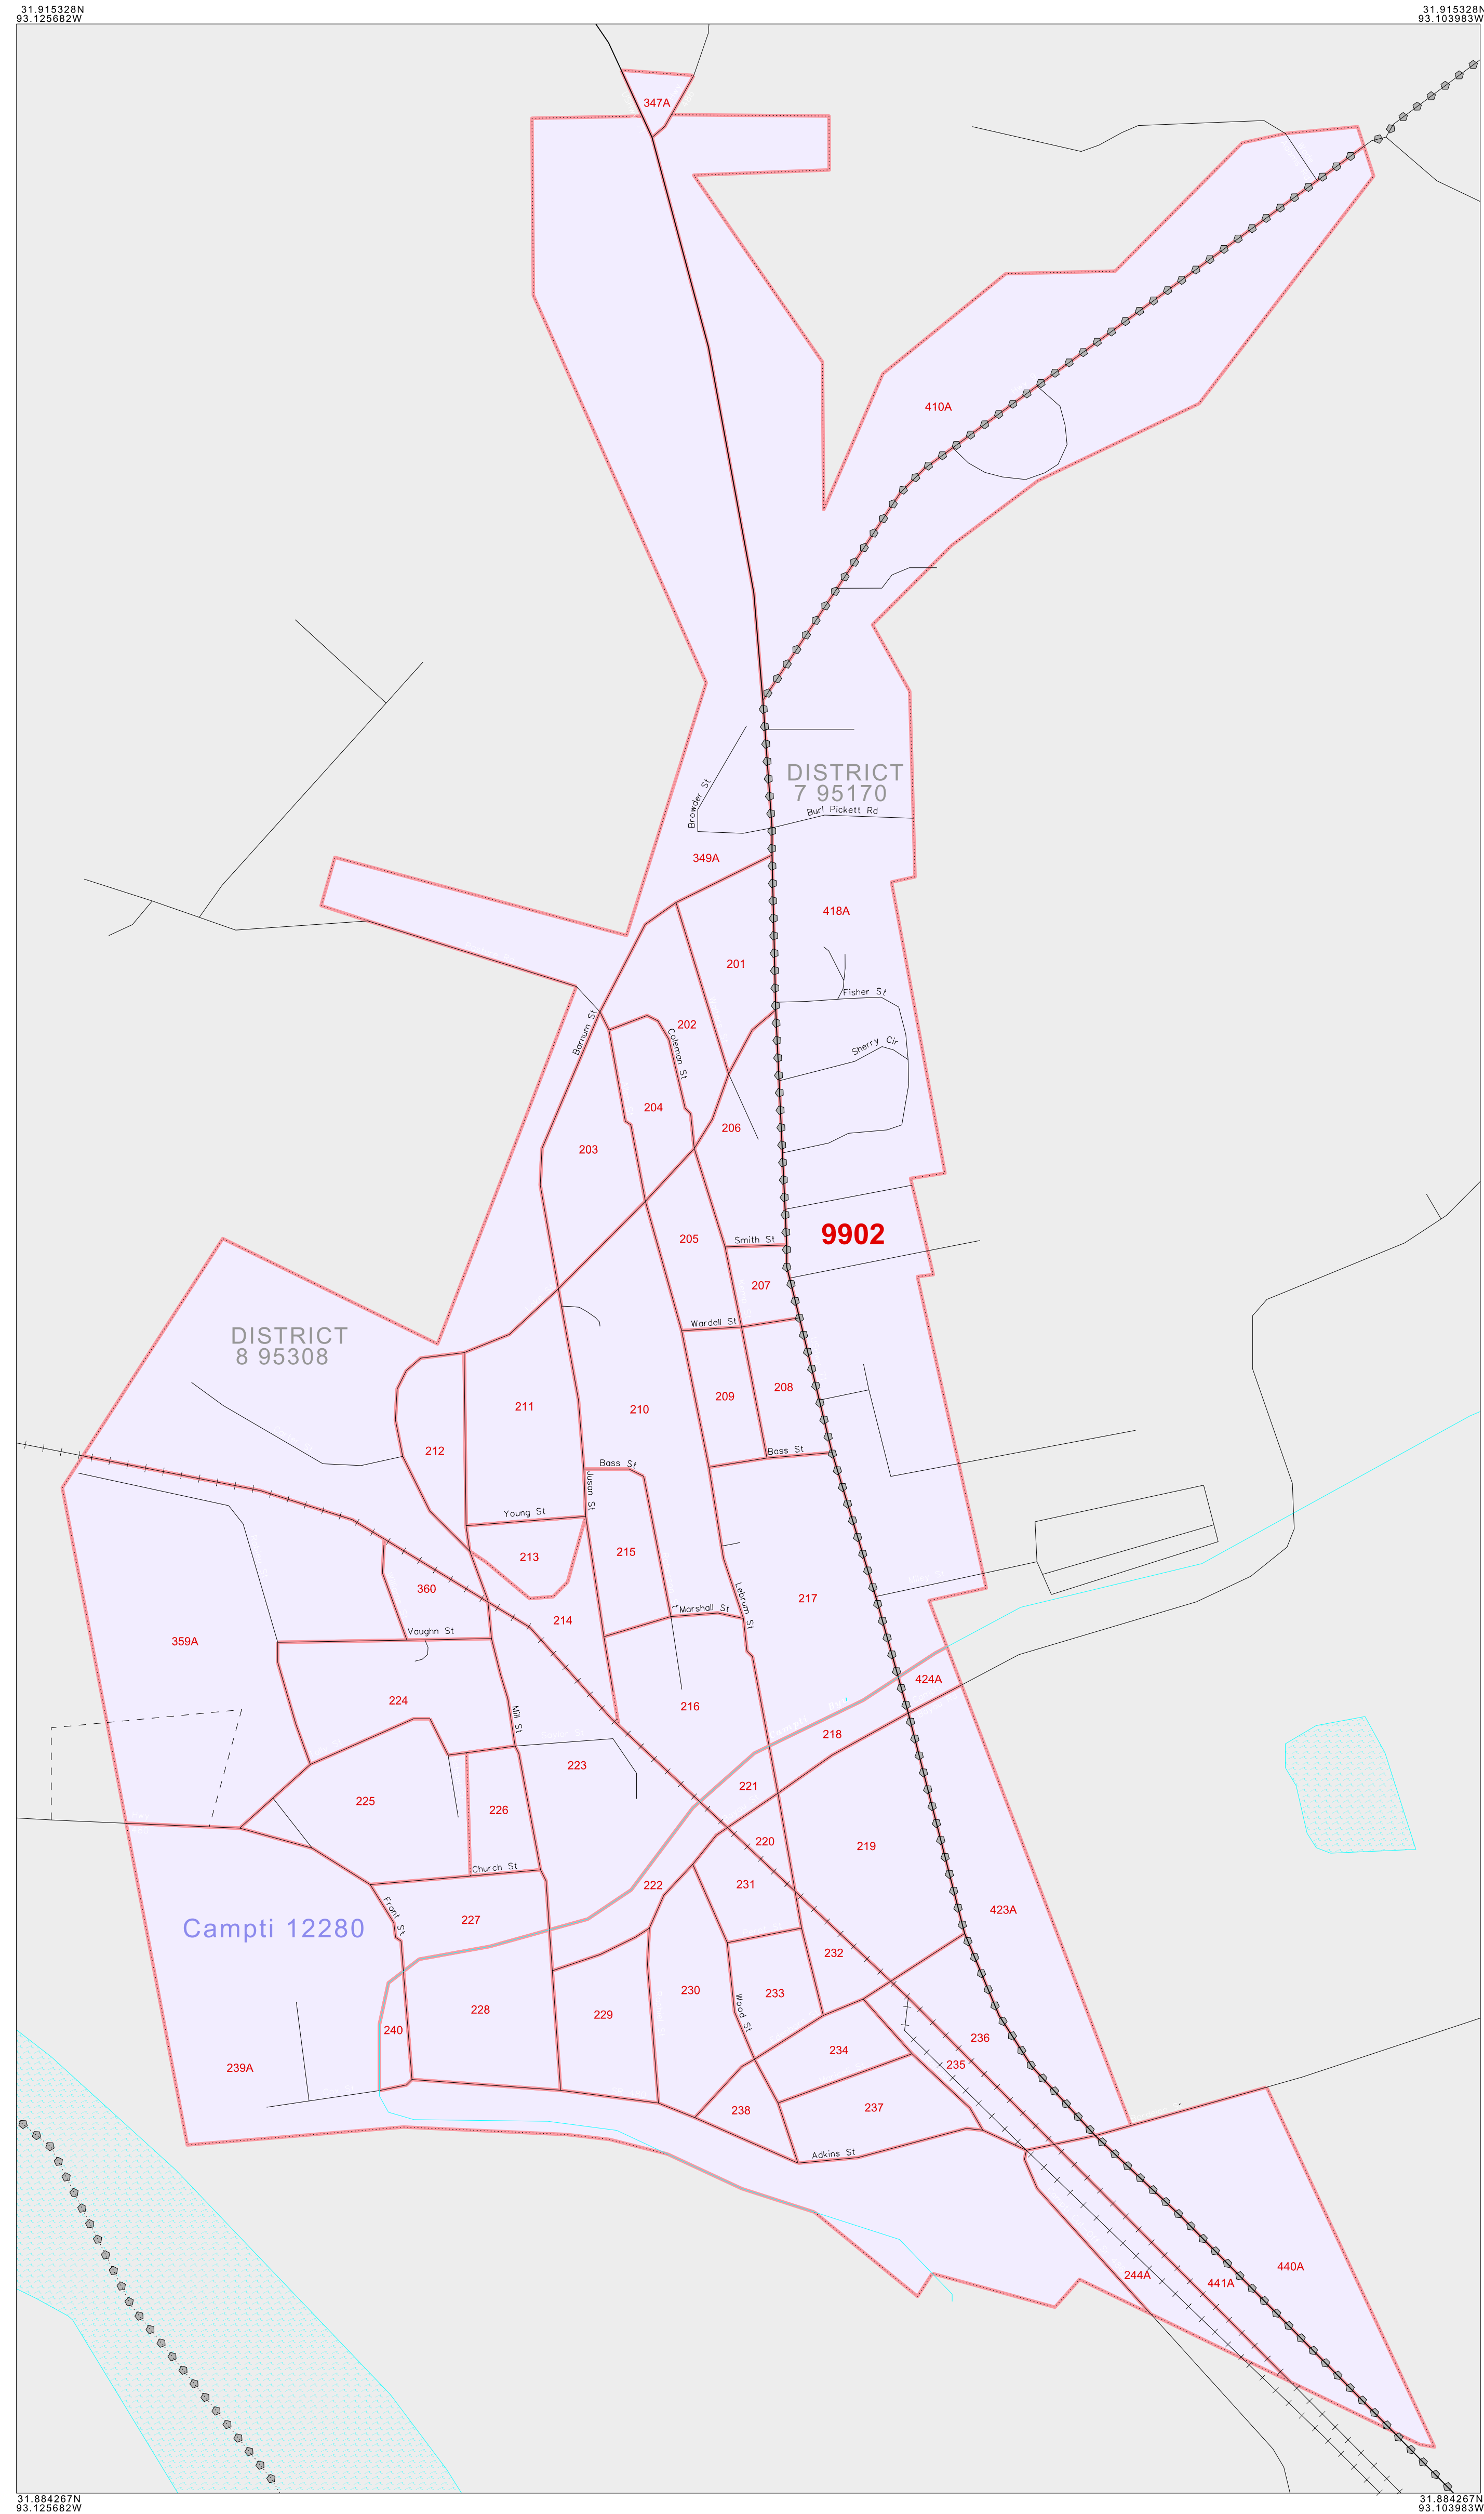 31.915328N
93.125682W
31.915328N
93.103983W
347A
410A
DISTRICT
7 95170
Browder St
Burl Pickett Rd
349A
418A
201
Fisher St
202
Barnum St
Coleman St
Sherry Cir
204
206
203
9902
205
Smith St
207
DISTRICT
8 95308
Wardell St
208
209
211
210
212
Bass St
Bass St
Jusan St
Young St
215
213
360
217
Lebrum St
Marshall St
214
Vaughn St
359A
424A
224
216
Mill St
218
223
221
225
226
220
219
Church St
231
222
423A
Front St
227
Campti 12280
232
230
233
Wood St
228
229
240
236
234
235
239A
237
238
Adkins St
440A
244A
441A
31.884267N
93.125682W
31.884267N
93.103983W